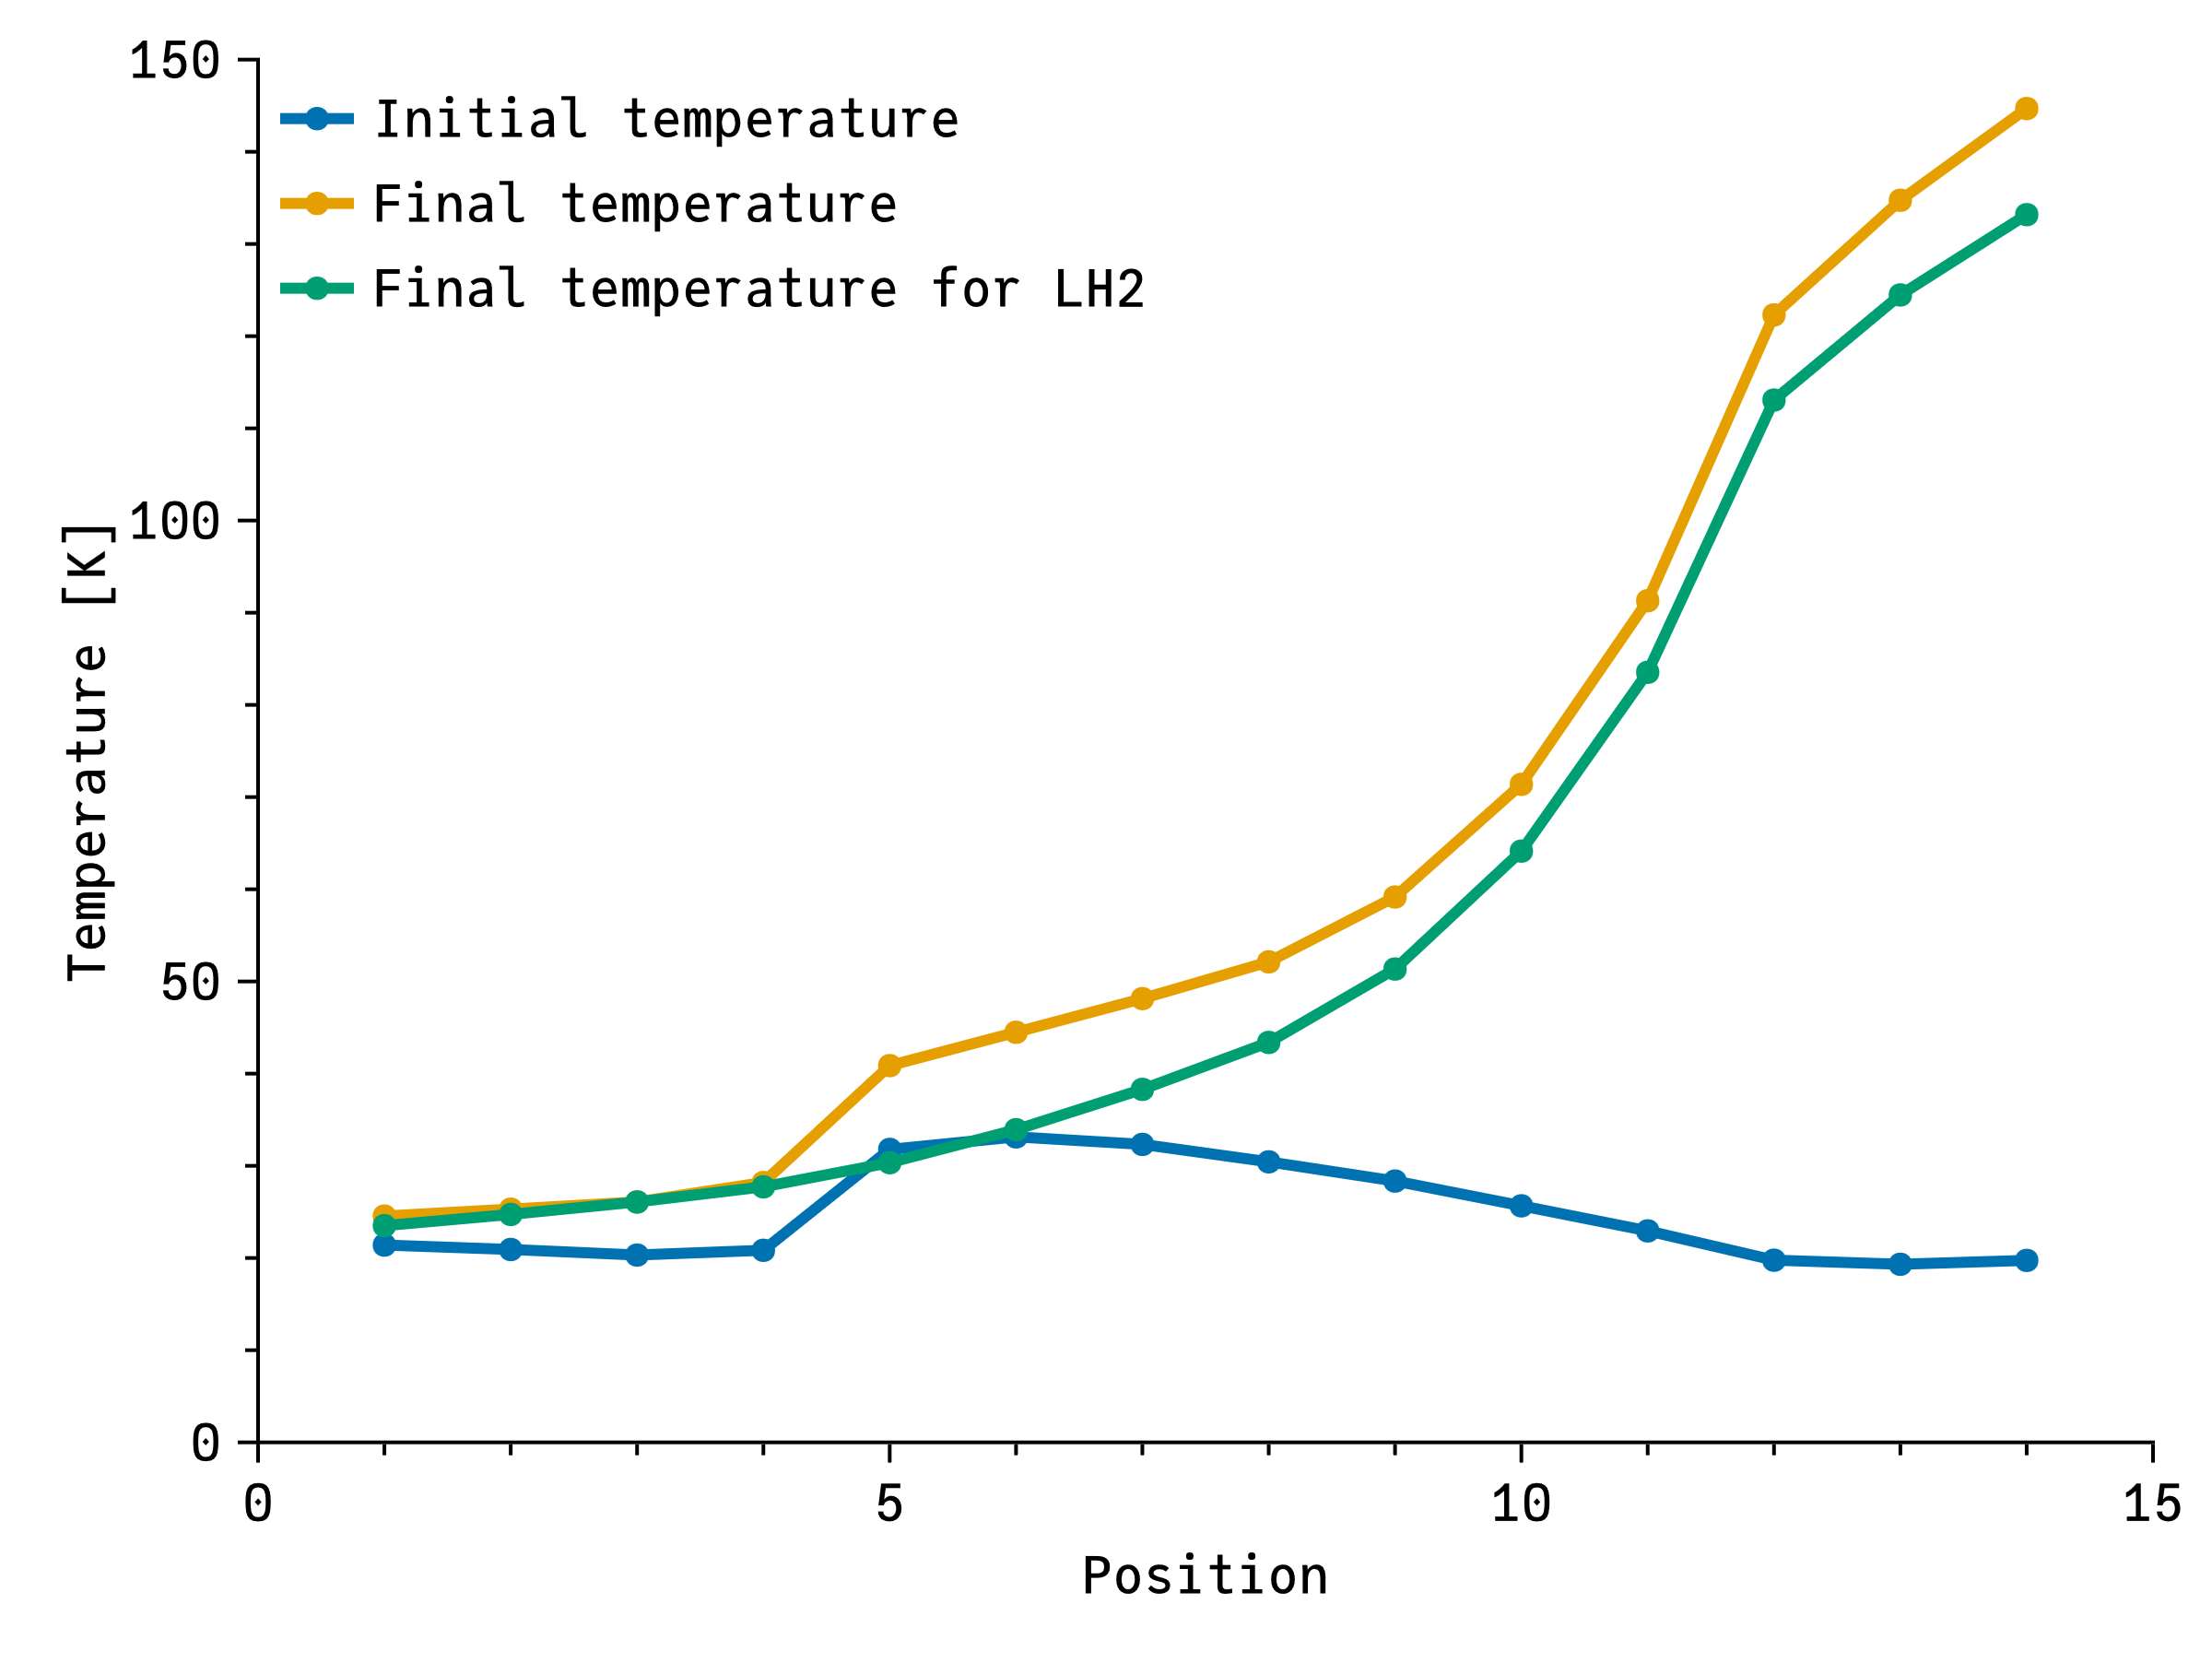 150
Initial temperature
Final temperature
Final temperature for LH2
100
Temperature [K]
50
0
0 5 10 15
Position